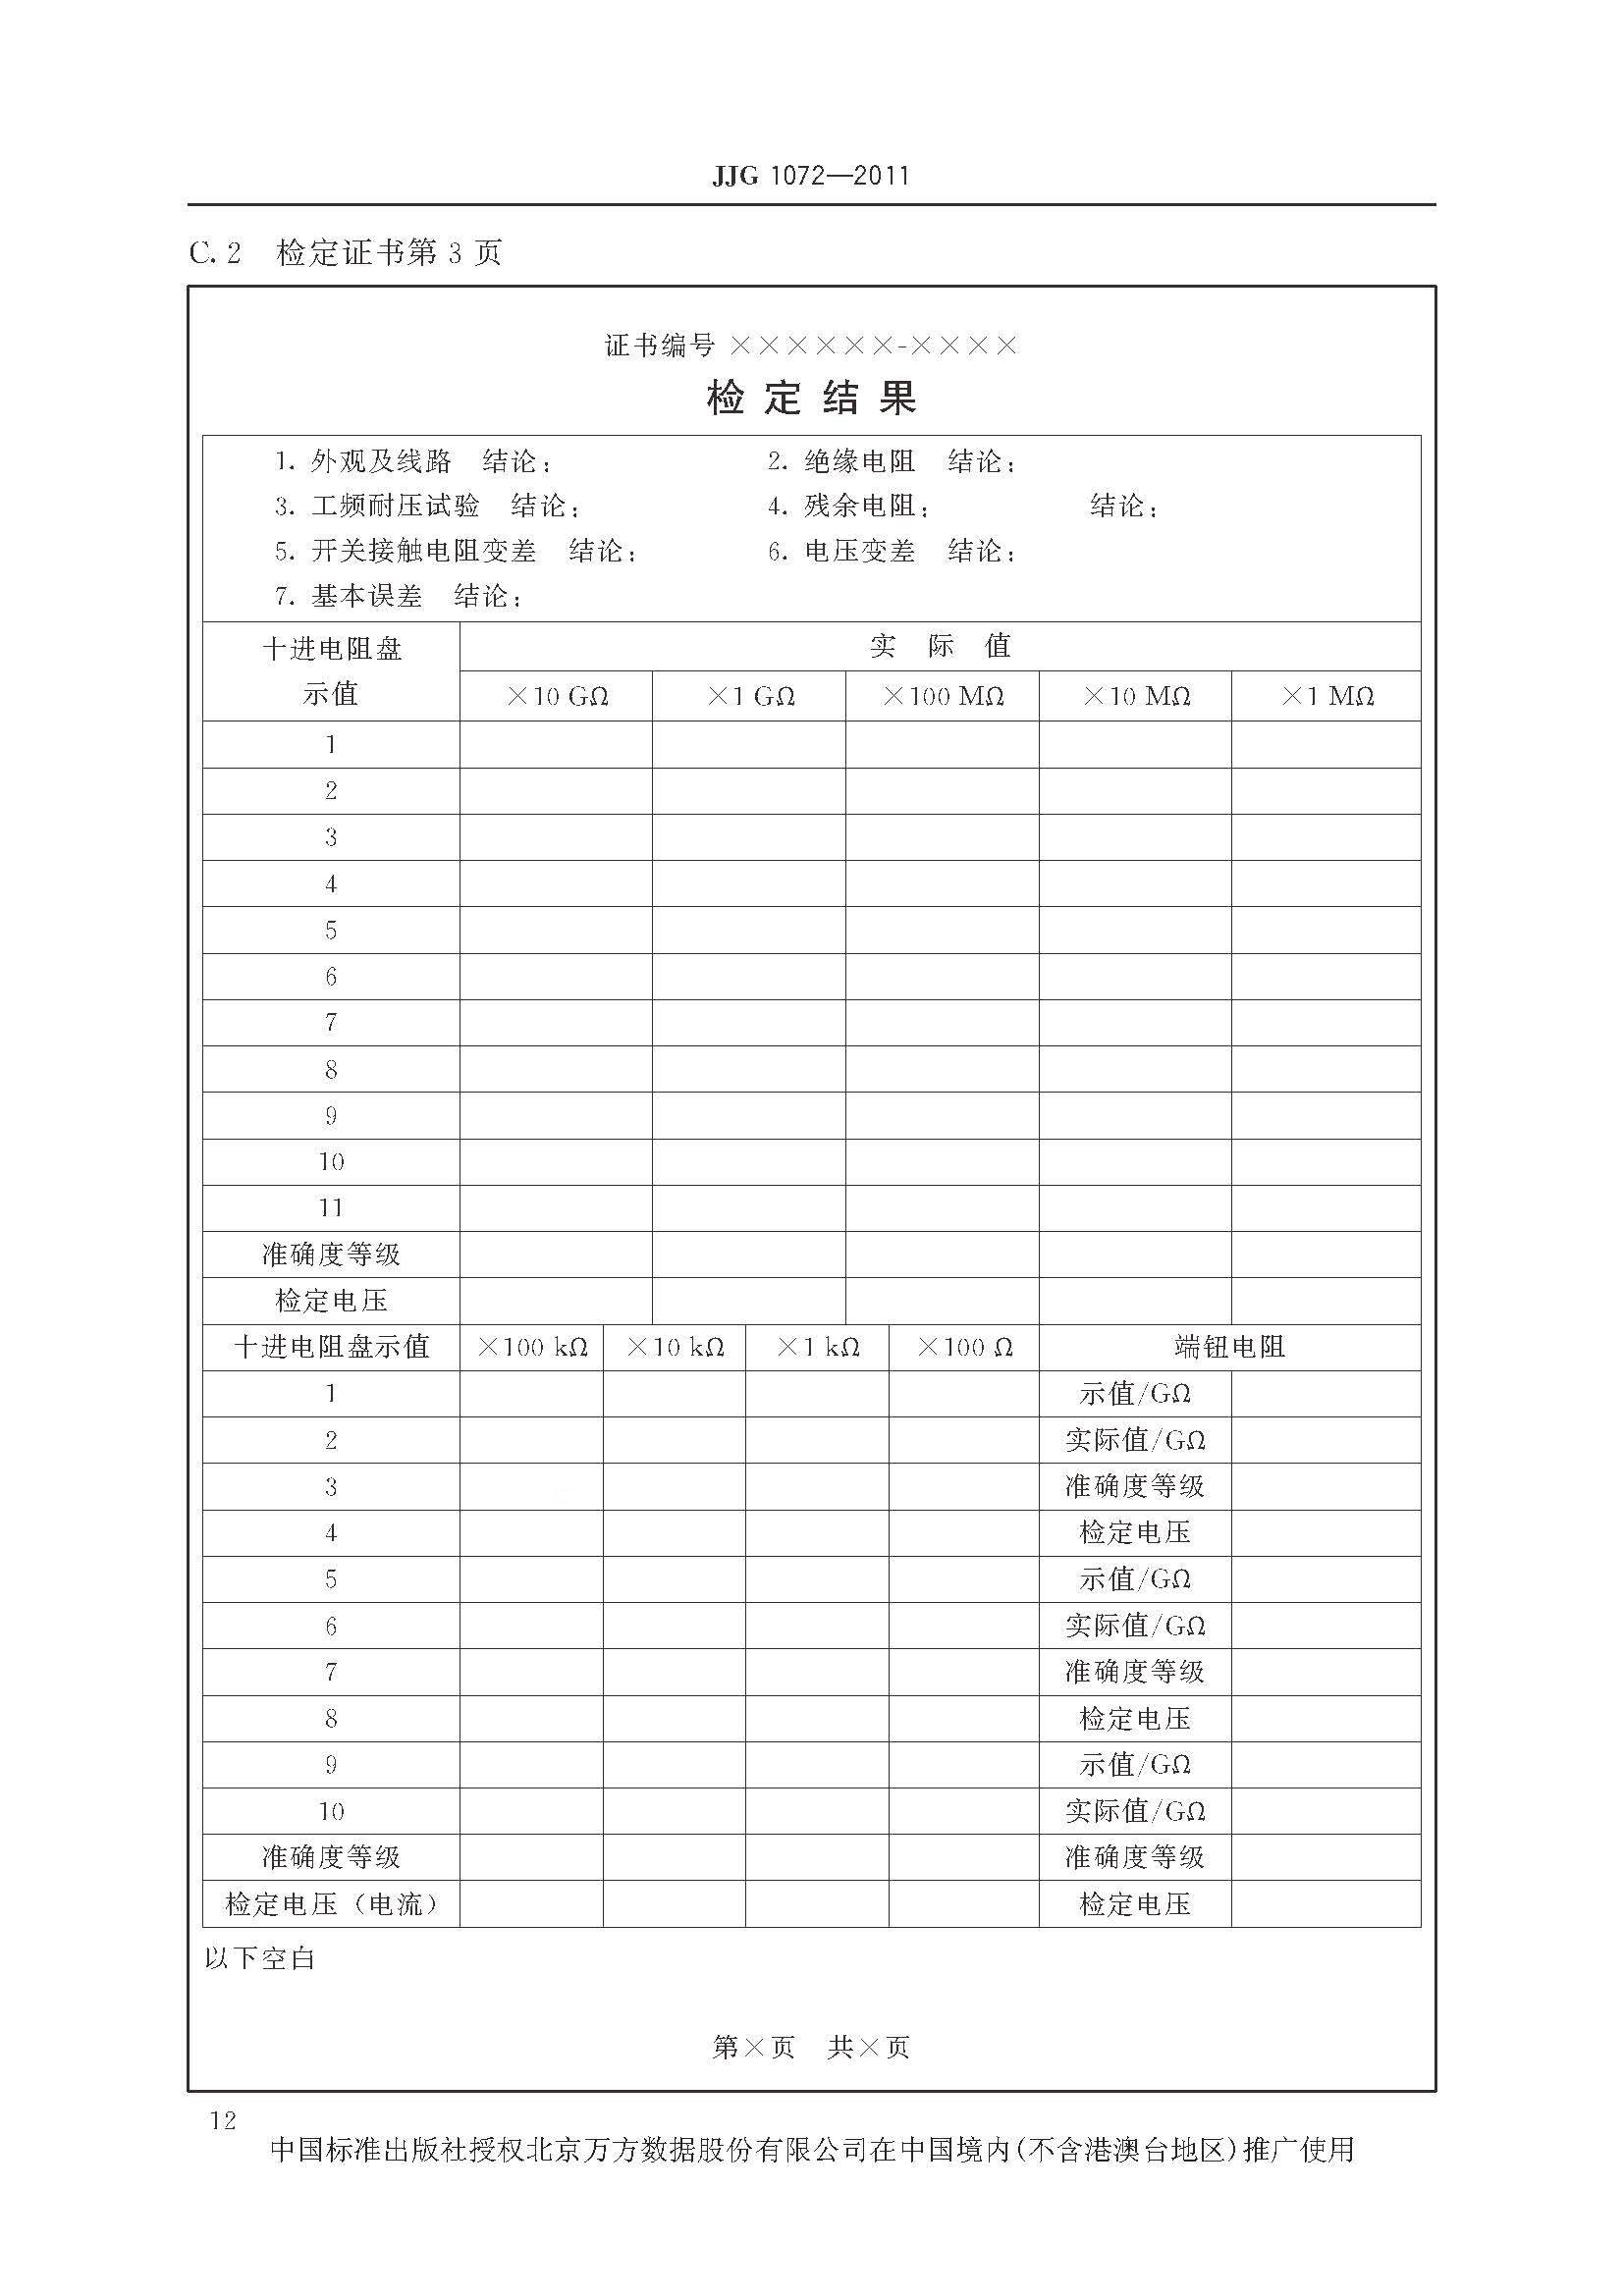 JJG 1072—2011
C. 2 检定证书第 3 页
证书编号 ××××××-××××
检 定 结 果
1. 外观及线路 结论： 2. 绝缘电阻 结论：
3. 工频耐压试验 结论： 4. 残余电阻： 结论：
5. 开关接触电阻变差 结论： 6. 电压变差 结论：
7. 基本误差 结论：
十进电阻盘 实 际 值
示值 ×10 GΩ ×1 GΩ ×100 MΩ ×10 MΩ ×1 MΩ
1
2
3
4
5
6
7
8
9
10
11
准确度等级
检定电压
十进电阻盘示值 ×100 kΩ ×10 kΩ ×1 kΩ ×100 Ω 端钮电阻
1 示值/GΩ
2 实际值/GΩ
3 准确度等级
4 检定电压
5 示值/GΩ
6 实际值/GΩ
7 准确度等级
8 检定电压
9 示值/GΩ
10 实际值/GΩ
准确度等级 准确度等级
检定电压（电流） 检定电压
以下空白
第×页 共×页
12
中国标准出版社授权北京万方数据股份有限公司在中国境内(不含港澳台地区)推广使用